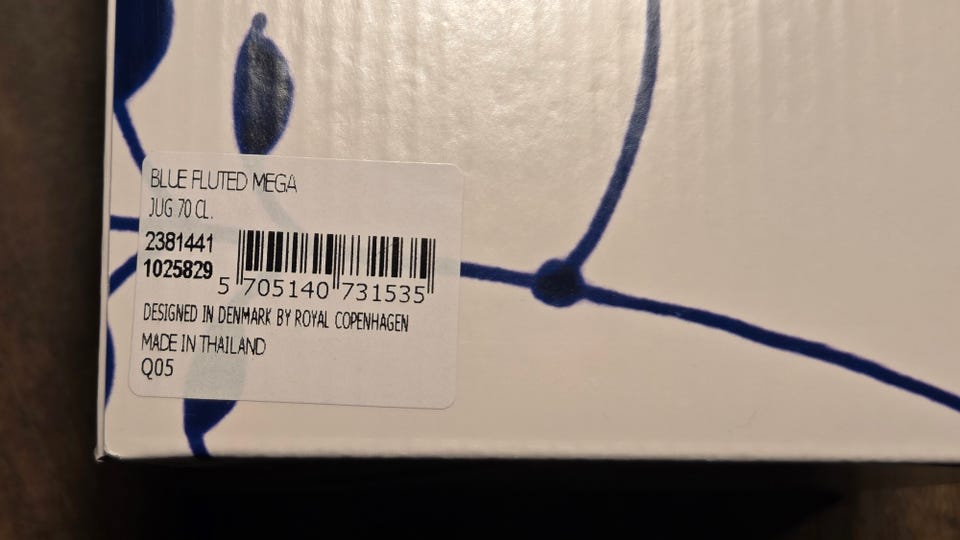 BLUE FLUTED MEGA
JUG 70 CL.
2381441
1025829
5 705140 731535
DESIGNED IN DENMARK BY ROYAL COPENHAGEN
MADE IN THAILAND
Q05